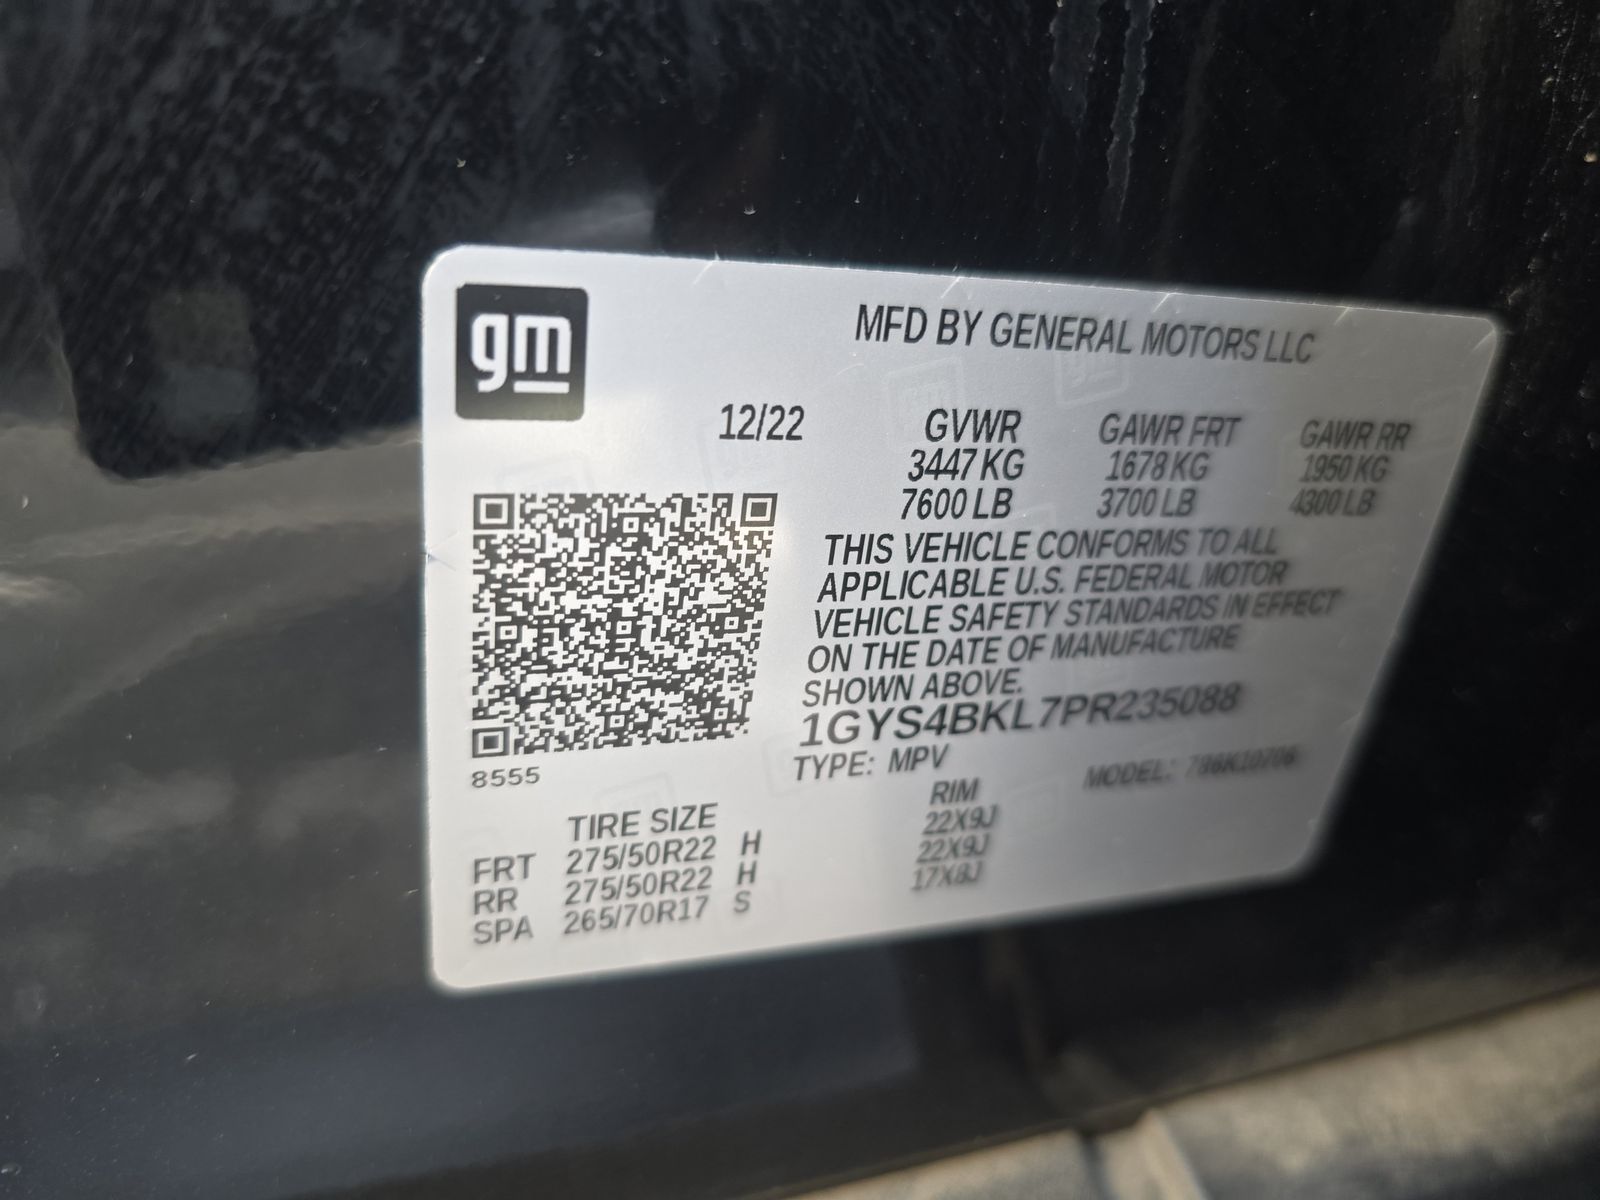 gm
MFD BY GENERAL MOTORS LLC
12/22 GVWR GAWR FRT GAWR RR
3447 KG 1678 KG 1950 KG
7600 LB 3700 LB 4300 LB
THIS VEHICLE CONFORMS TO ALL
APPLICABLE U.S. FEDERAL MOTOR
VEHICLE SAFETY STANDARDS IN EFFECT
ON THE DATE OF MANUFACTURE
SHOWN ABOVE.
1GYS4BKL7PR235088
TYPE: MPV MODEL:
8555
TIRE SIZE RIM
FRT 275/50R22 H 22X9J
RR 275/50R22 H 22X9J
SPA 265/70R17 S 17X8J